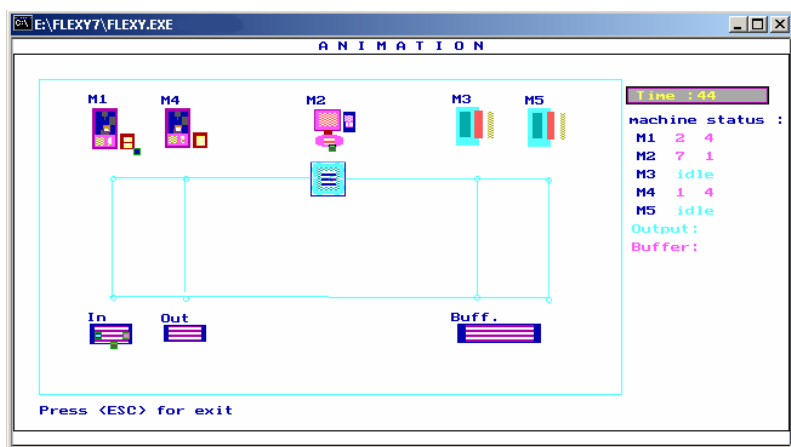 E:\FLEXY7\FLEXY.EXE
A N I M A T I O N
M1 M4 M2 M3 M5
Time :44
machine status :
M1 2 4
M2 7 1
M3 idle
M4 1 4
M5 idle
Output:
Buffer:
In Out Buff.
Press <ESC> for exit